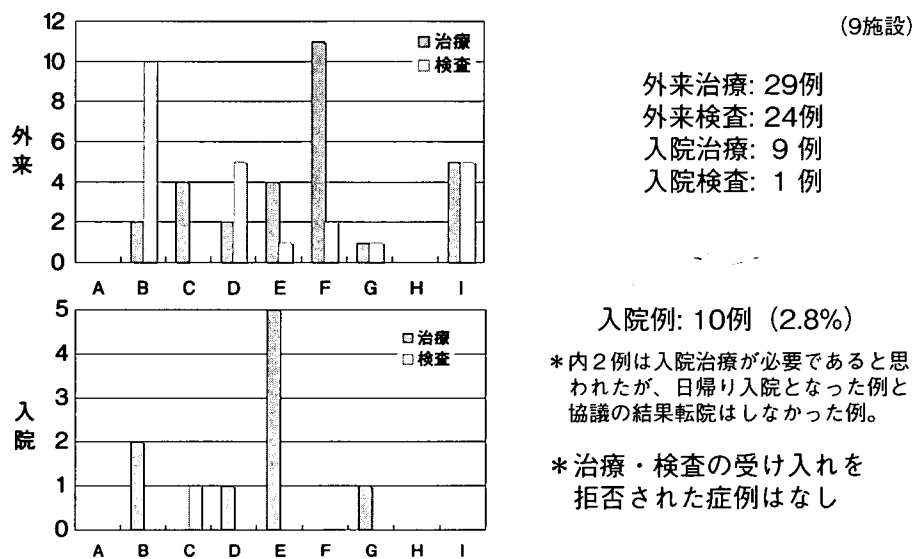 12
10
8
6
4
2
0
外来
治療
検査
A B C D E F G H I
5
4
3
2
1
0
入院
治療
検査
A B C D E F G H I
(9施設)
外来治療: 29例
外来検査: 24例
入院治療: 9 例
入院検査: 1 例
入院例: 10例 (2.8%)
*内2例は入院治療が必要であると思
われたが、日帰り入院となった例と
協議の結果転院はしなかった例。
*治療・検査の受け入れを
拒否された症例はなし